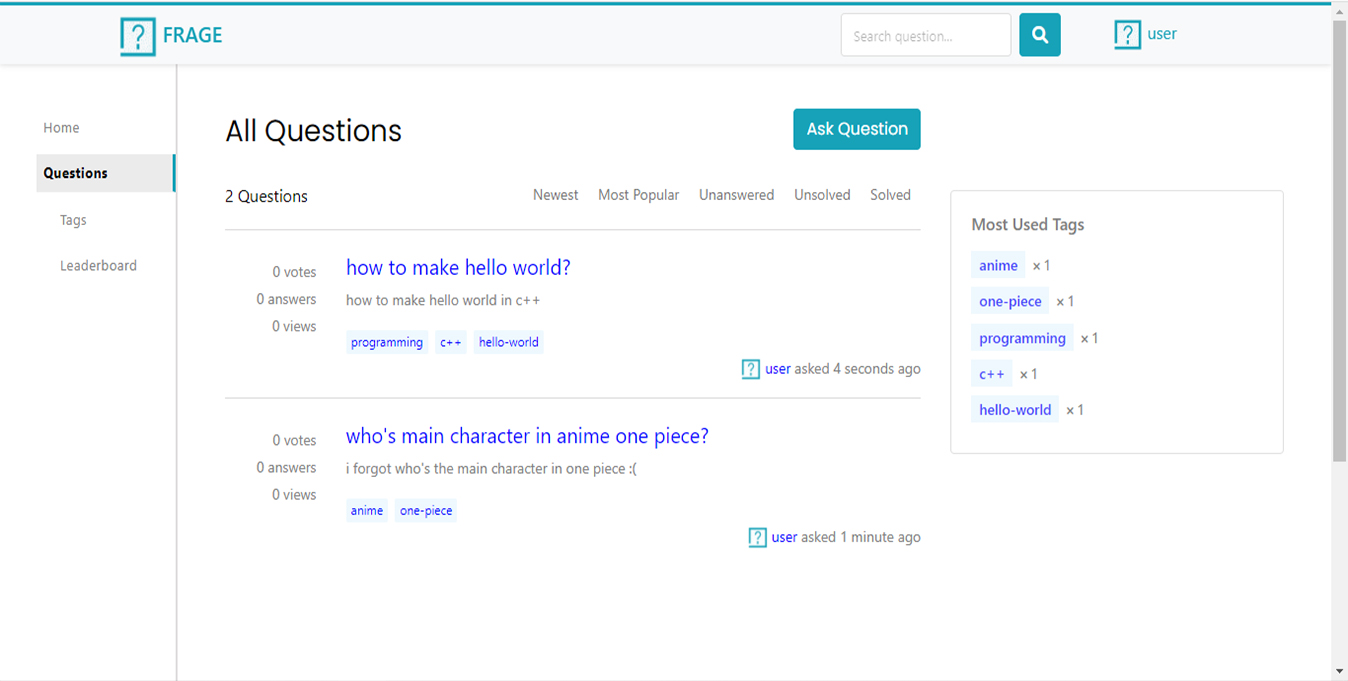 FRAGE
Search question...
user
Home
Questions
Tags
Leaderboard
All Questions
Ask Question
2 Questions
Newest Most Popular Unanswered Unsolved Solved
0 votes
0 answers
0 views
how to make hello world?
how to make hello world in c++
programming c++ hello-world
user asked 4 seconds ago
0 votes
0 answers
0 views
who's main character in anime one piece?
i forgot who's the main character in one piece :(
anime one-piece
user asked 1 minute ago
Most Used Tags
anime × 1
one-piece × 1
programming × 1
c++ × 1
hello-world × 1